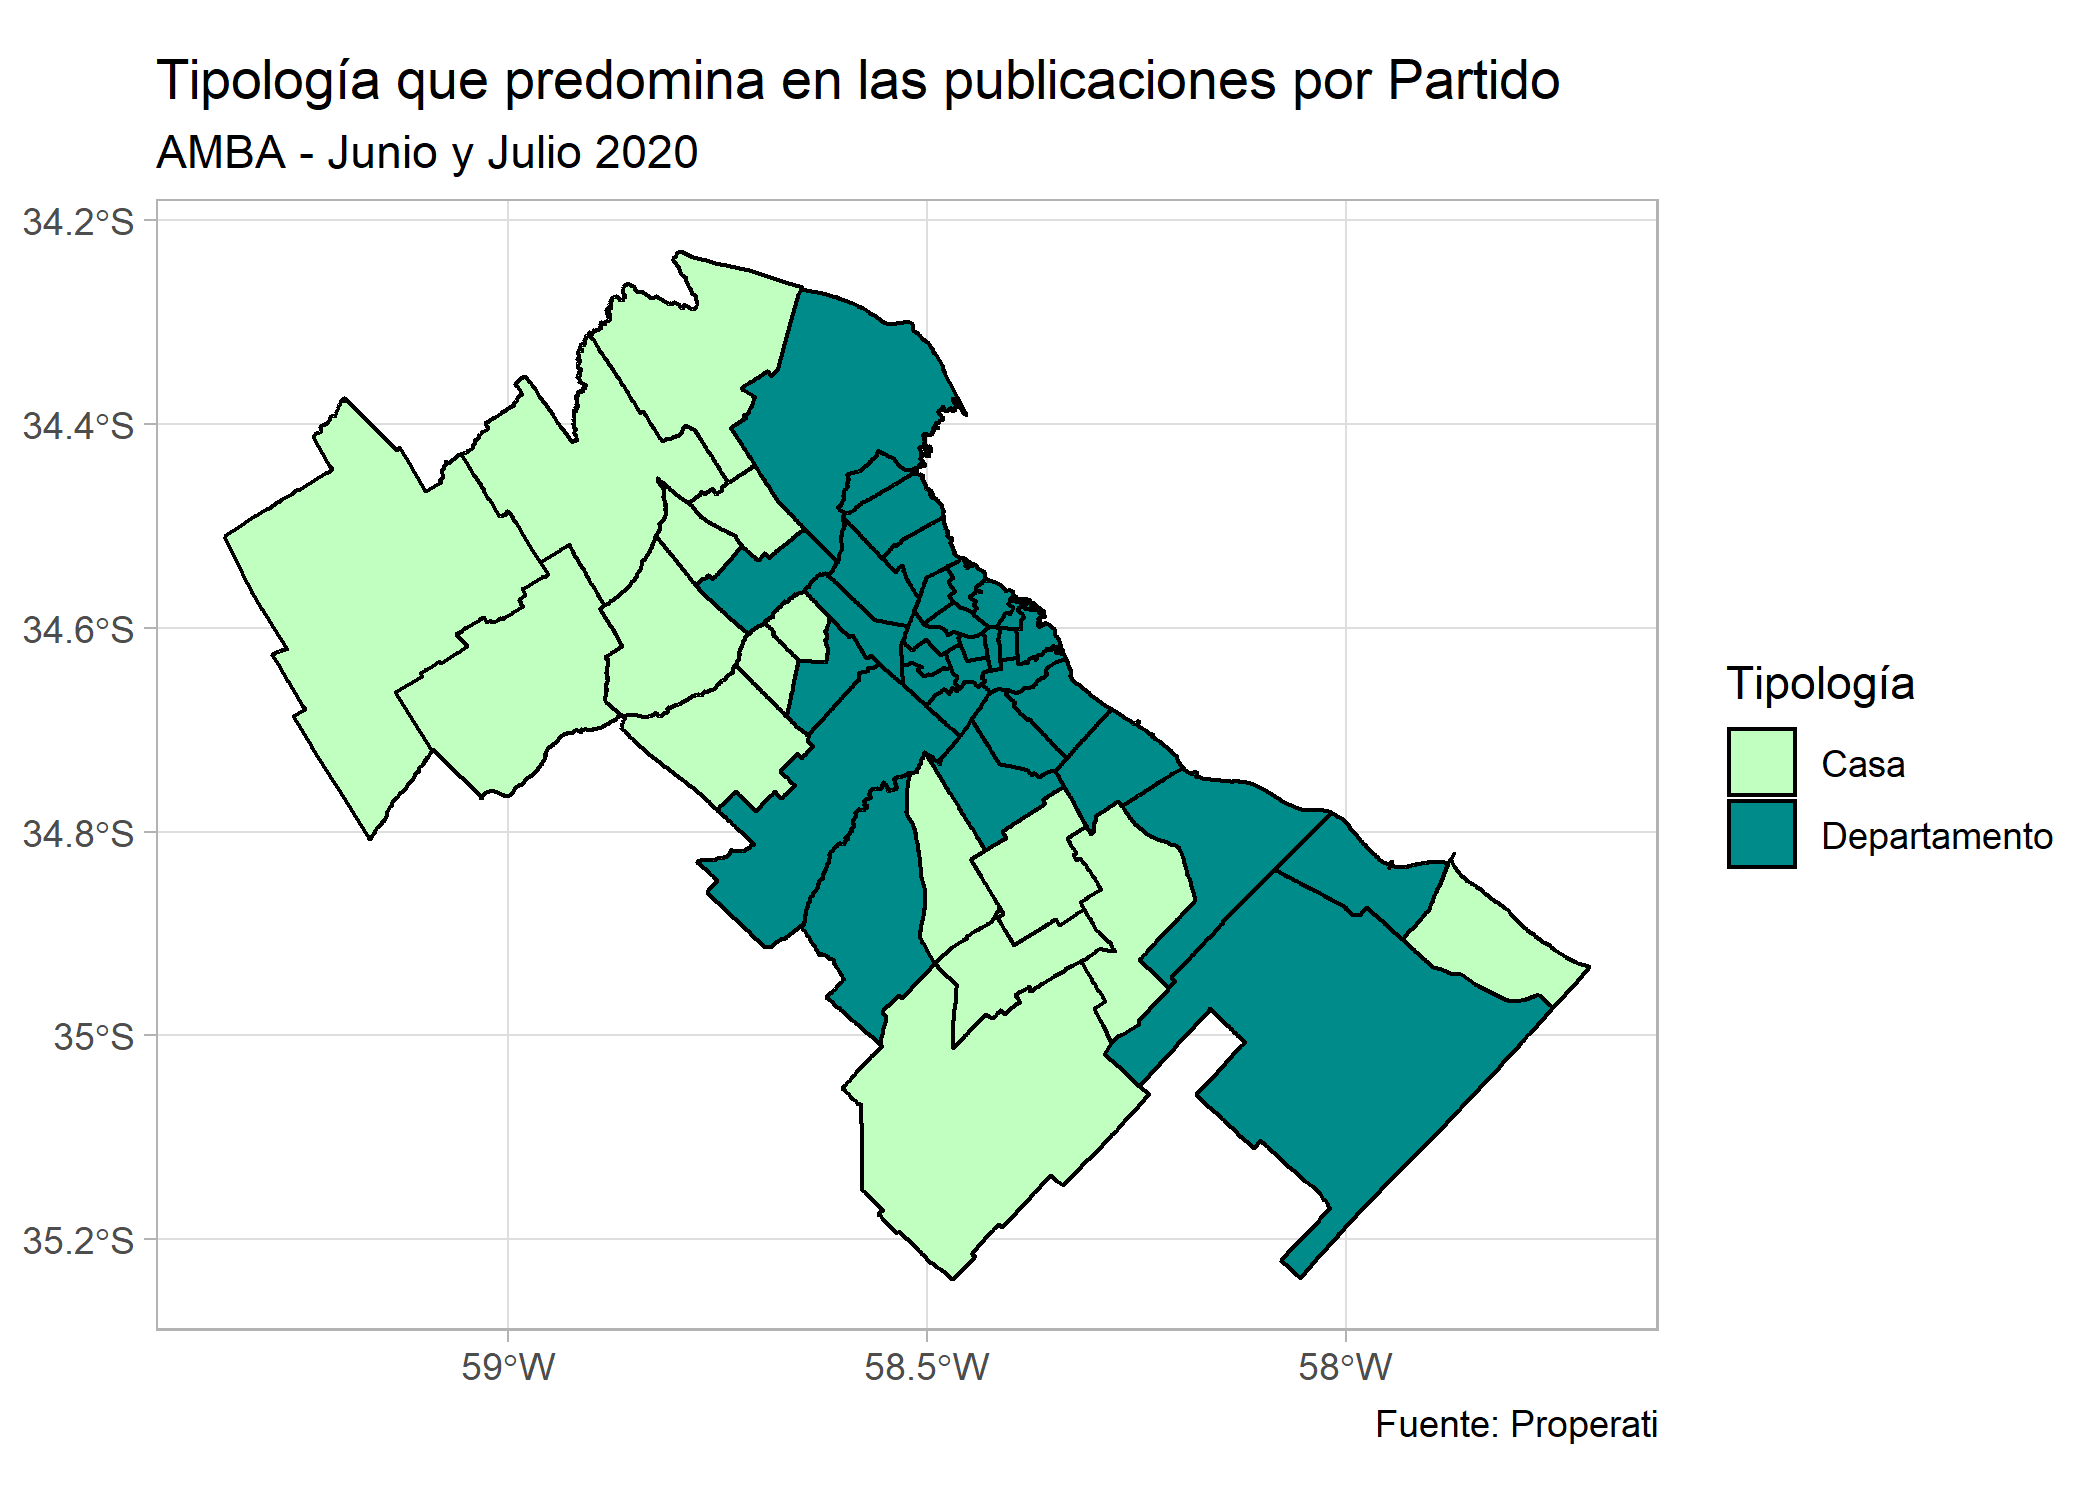 Tipología que predomina en las publicaciones por Partido
AMBA - Junio y Julio 2020
34.2°S
34.4°S
34.6°S
34.8°S
35°S
35.2°S
59°W
58.5°W
58°W
Tipología
Casa
Departamento
Fuente: Properati